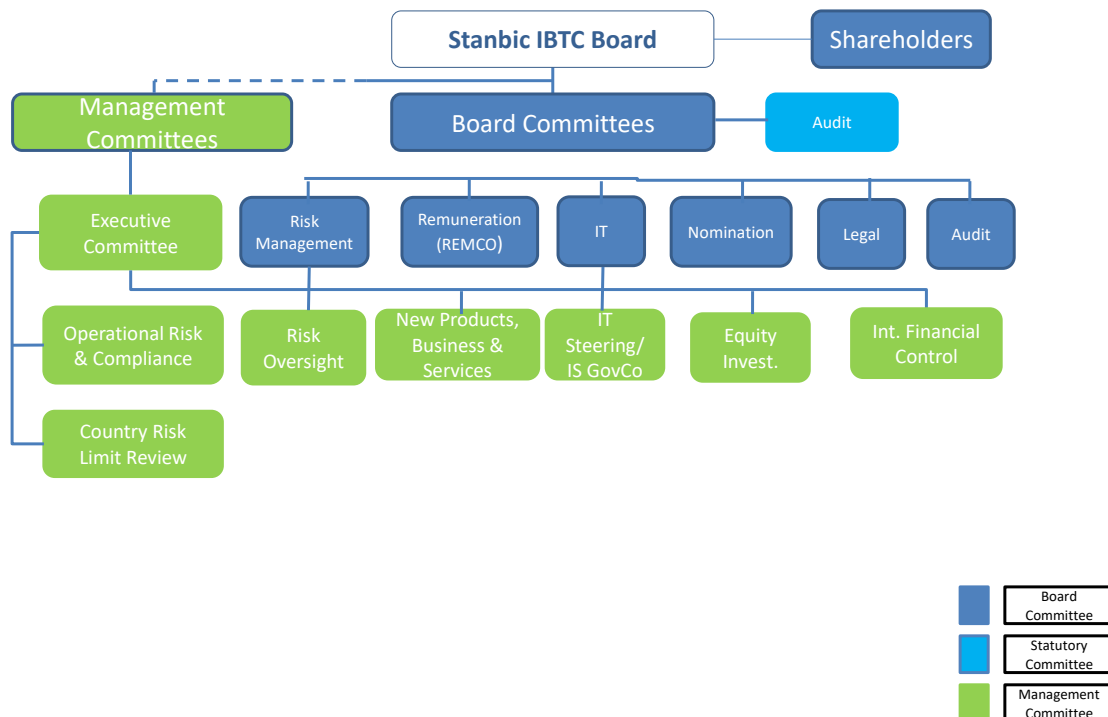 Stanbic IBTC Board
Shareholders
Management
Committees
Board Committees
Audit
Executive
Committee
Risk
Management
Remuneration
(REMCO)
IT
Nomination
Legal
Audit
Operational Risk
& Compliance
Risk
Oversight
New Products,
Business &
Services
IT
Steering/
IS GovCo
Equity
Invest.
Int. Financial
Control
Country Risk
Limit Review
Board
Committee
Statutory
Committee
Management
Committee